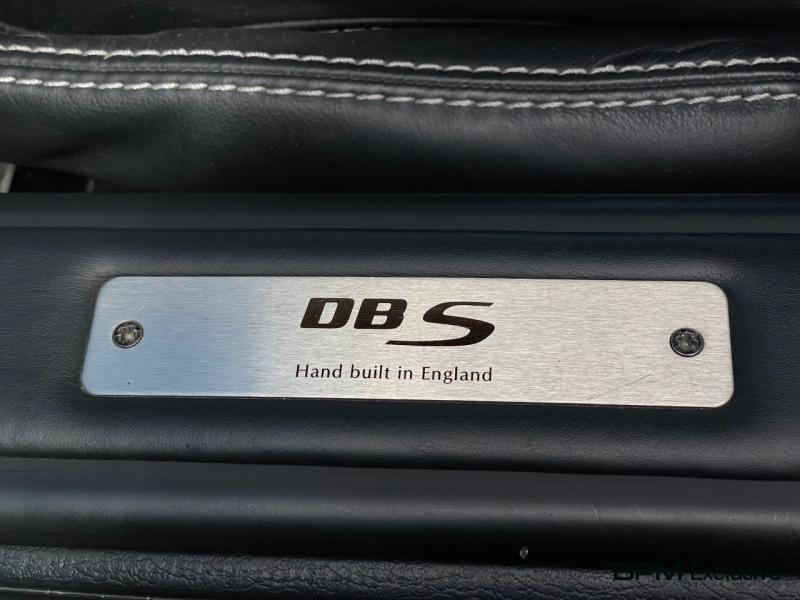 DBS
Hand built in England
BPM Exclusive